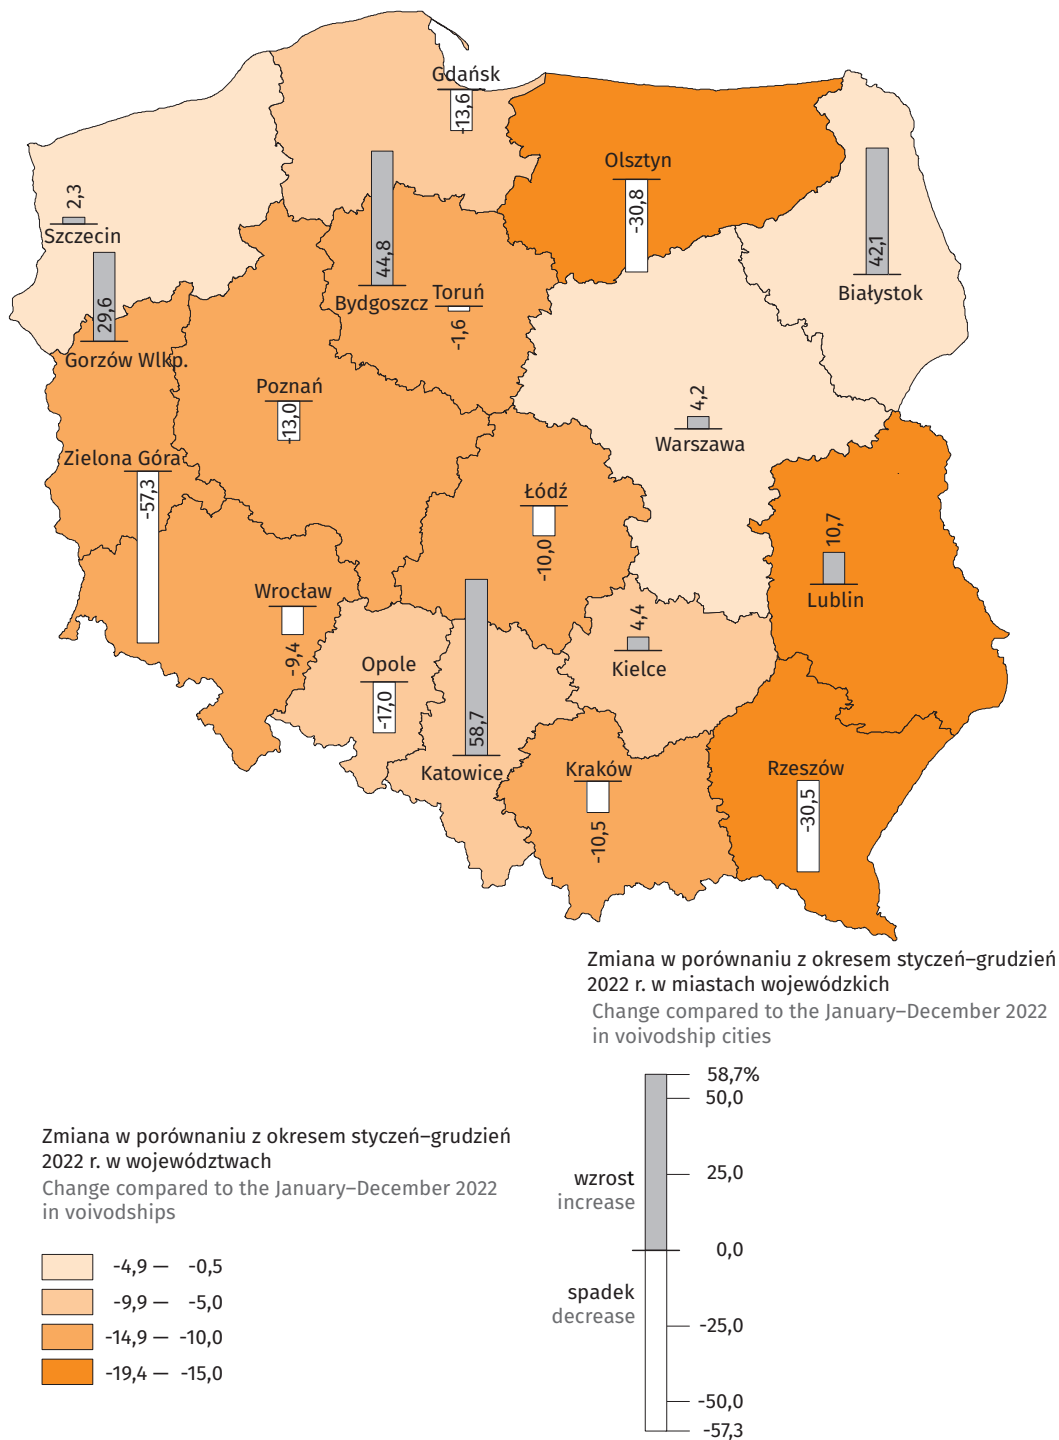 Gdańsk
-13,6
Olsztyn
-30,8
2,3
Szczecin
44,8
Bydgoszcz
42,1
Białystok
29,6
Gorzów Wlkp.
Toruń
-1,6
Poznań
-13,0
4,2
Warszawa
Zielona Góra
-57,3
Łódź
-10,0
10,7
Lublin
Wrocław
-9,4
4,4
Kielce
Opole
-17,0
58,7
Katowice
Kraków
-10,5
Rzeszów
-30,5
Zmiana w porównaniu z okresem styczeń–grudzień
2022 r. w miastach wojewódzkich
Change compared to the January–December 2022
in voivodship cities
58,7%
50,0
25,0
0,0
-25,0
-50,0
-57,3
wzrost
increase
spadek
decrease
Zmiana w porównaniu z okresem styczeń–grudzień
2022 r. w województwach
Change compared to the January–December 2022
in voivodships
-4,9 — -0,5
-9,9 — -5,0
-14,9 — -10,0
-19,4 — -15,0